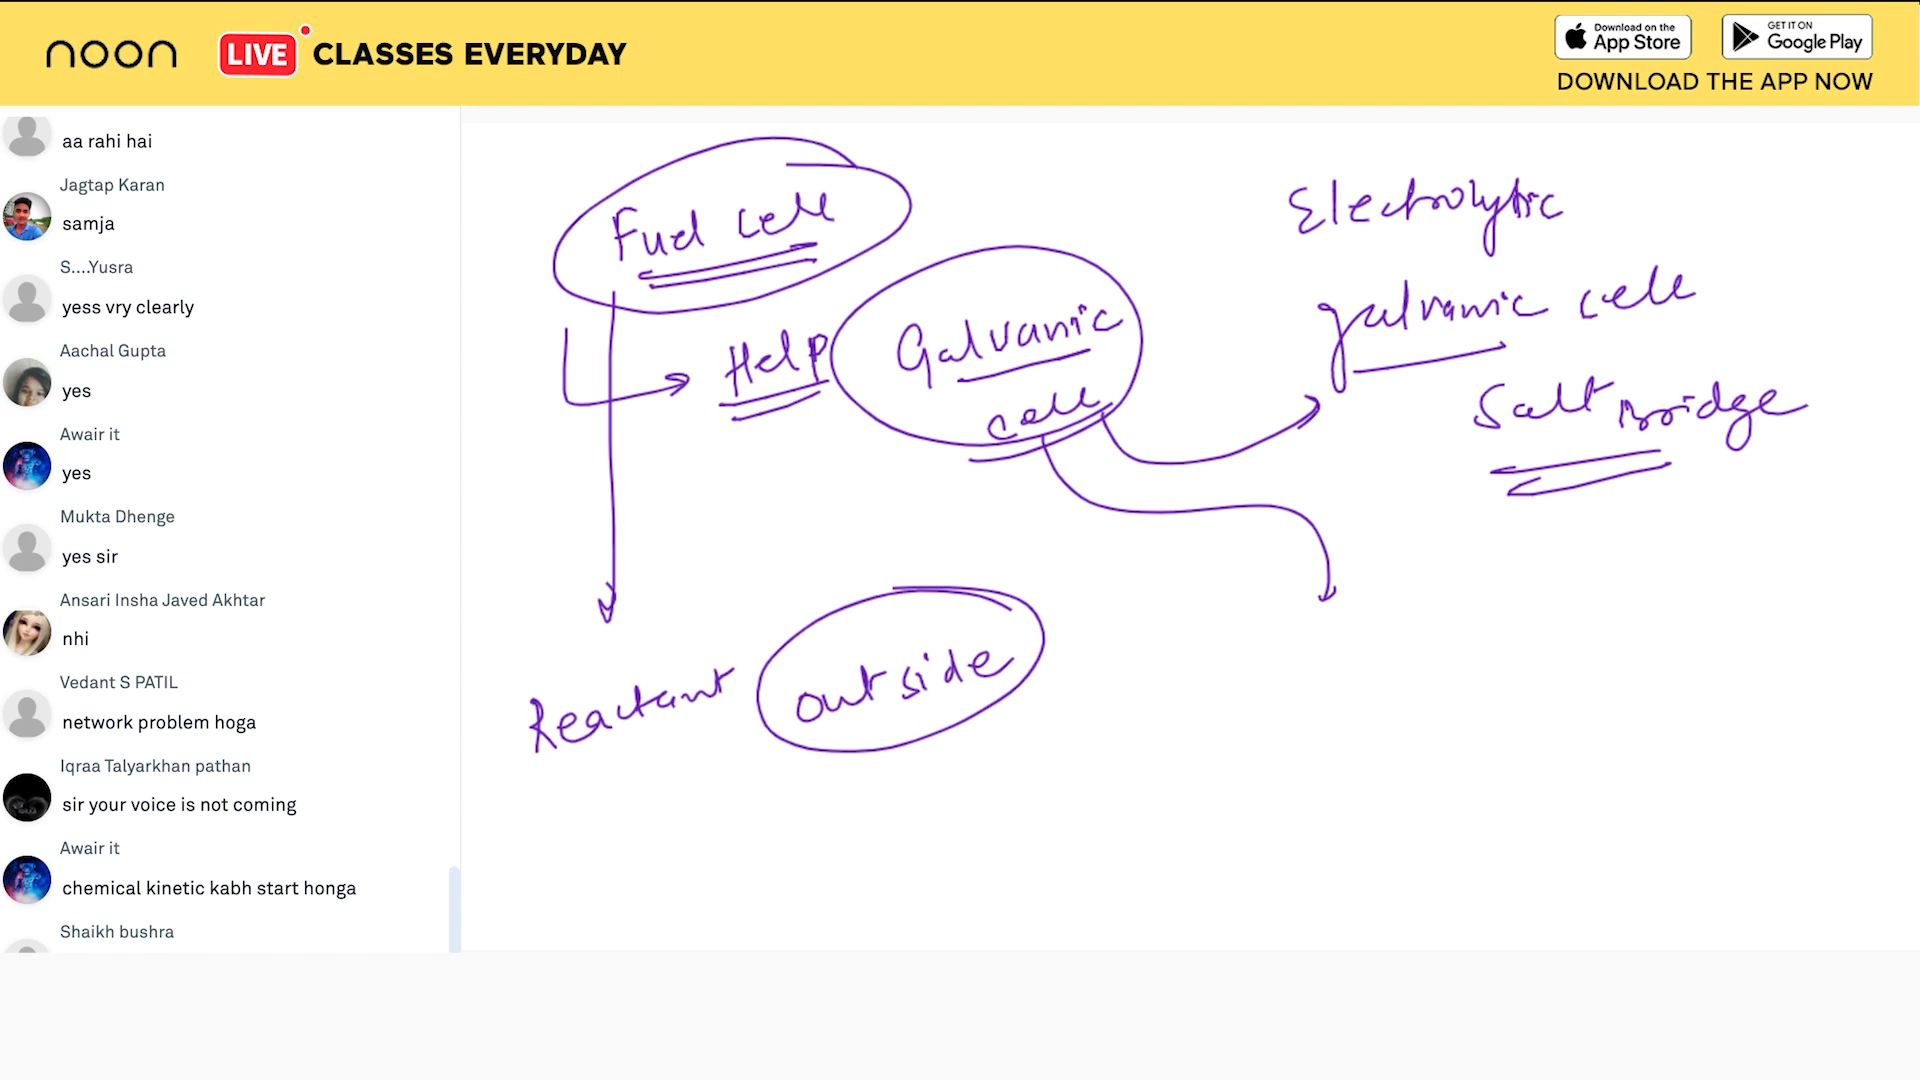 noon LIVE CLASSES EVERYDAY
Download on the App Store
GET IT ON Google Play
DOWNLOAD THE APP NOW
aa rahi hai
Jagtap Karan
samja
S....Yusra
yess vry clearly
Aachal Gupta
yes
Awair it
yes
Mukta Dhenge
yes sir
Ansari Insha Javed Akhtar
nhi
Vedant S PATIL
network problem hoga
Iqraa Talyarkhan pathan
sir your voice is not coming
Awair it
chemical kinetic kabh start honga
Shaikh bushra
Fuel cell
Help
Galvanic
cell
Electrolytic
galvanic cell
Salt Bridge
Reactant outside